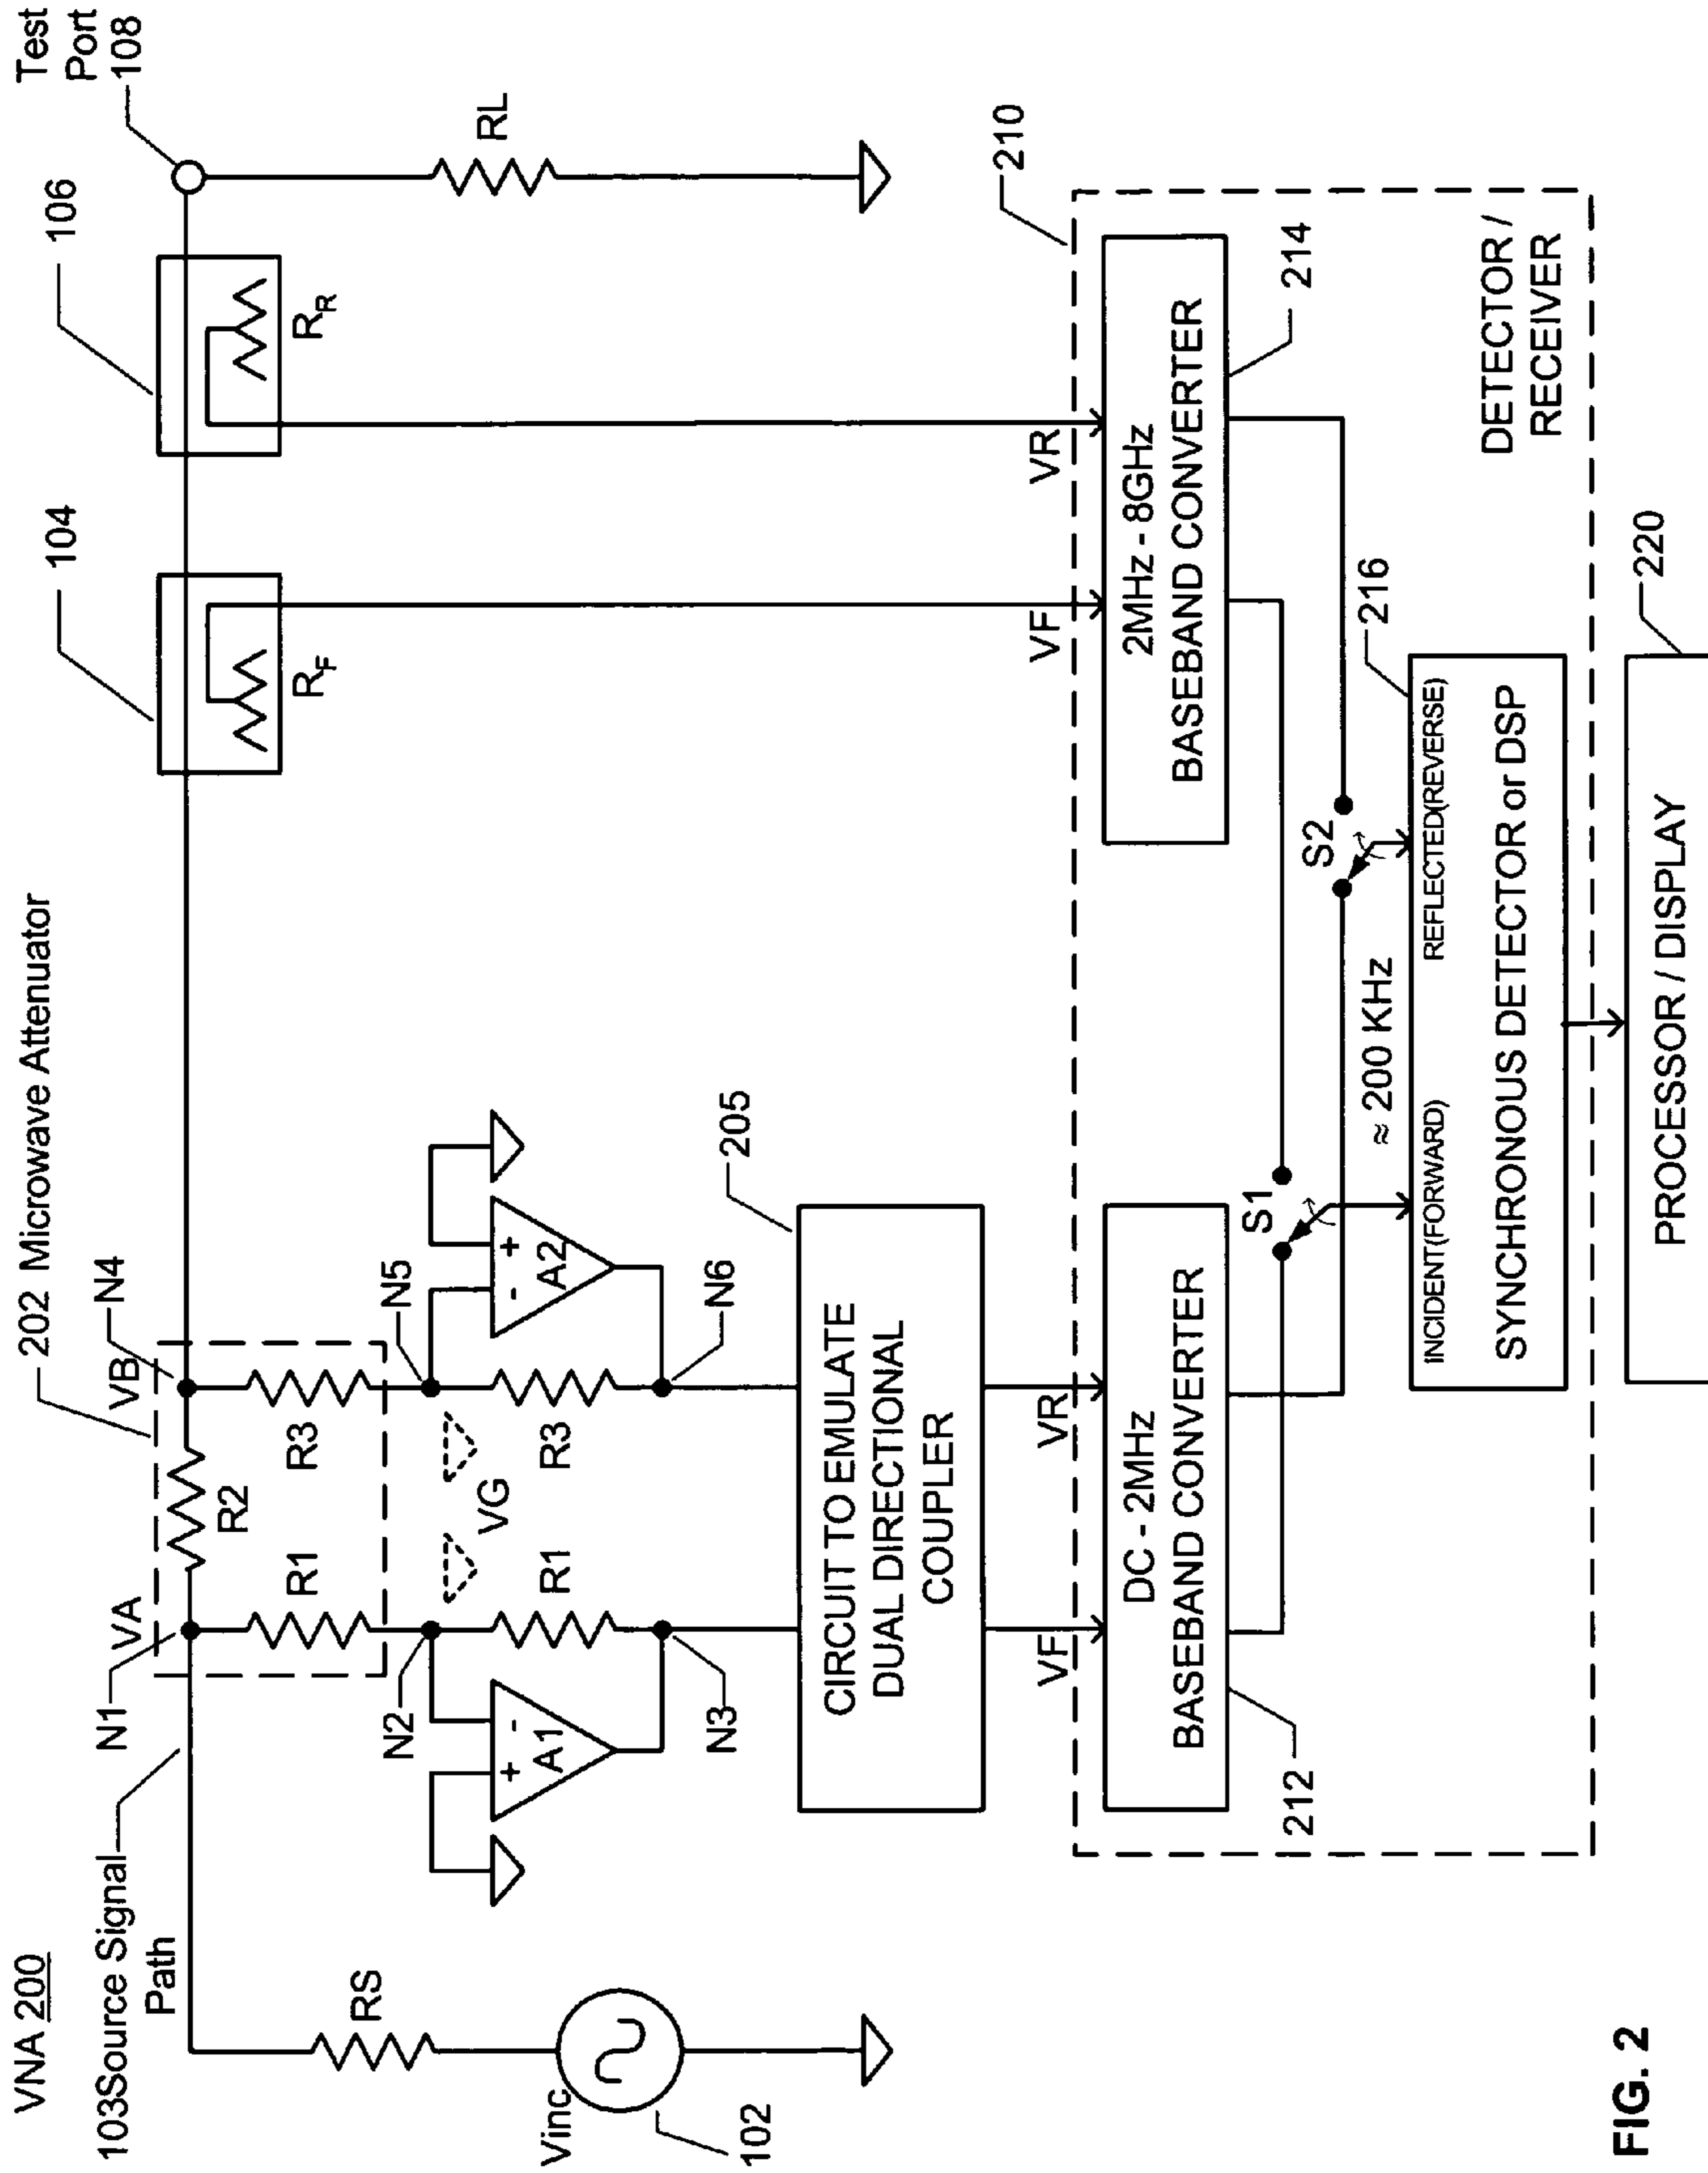 VNA 200
103Source Signal
Path
N1
VA
202 Microwave Attenuator
VB
N4
104
106
Test
Port
108
R2
R1
R3
RF
RR
RS
RL
Vinc
102
N2
VG
N5
+
-
A1
R1
R3
-
+
A2
N3
N6
205
CIRCUIT TO EMULATE
DUAL DIRECTIONAL
COUPLER
210
VF
VR
VF
VR
DC - 2MHz
BASEBAND CONVERTER
2MHz - 8GHz
BASEBAND CONVERTER
212
214
S1
S2
≈ 200 KHz
216
INCIDENT(FORWARD)
REFLECTED(REVERSE)
SYNCHRONOUS DETECTOR or DSP
DETECTOR /
RECEIVER
220
PROCESSOR / DISPLAY
FIG. 2